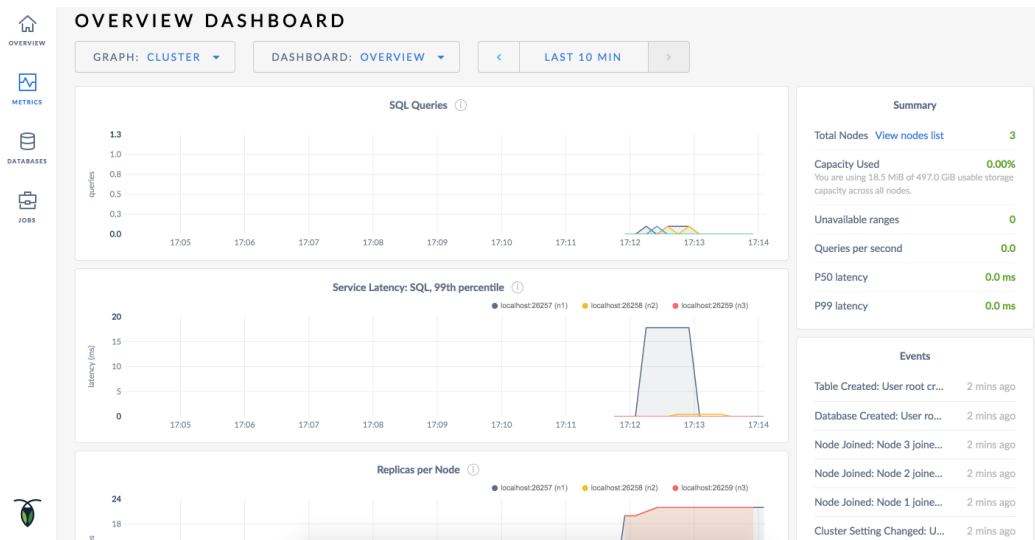 OVERVIEW DASHBOARD
OVERVIEW
METRICS
DATABASES
JOBS
GRAPH: CLUSTER
DASHBOARD: OVERVIEW
LAST 10 MIN
SQL Queries
queries
1.3
1.0
0.8
0.5
0.3
0.0
17:05 17:06 17:07 17:08 17:09 17:10 17:11 17:12 17:13 17:14
Service Latency: SQL, 99th percentile
localhost:26257 (n1) localhost:26258 (n2) localhost:26259 (n3)
latency (ms)
20
15
10
5
0
17:05 17:06 17:07 17:08 17:09 17:10 17:11 17:12 17:13 17:14
Replicas per Node
localhost:26257 (n1) localhost:26258 (n2) localhost:26259 (n3)
24
18
Summary
Total Nodes View nodes list 3
Capacity Used 0.00%
You are using 18.5 MiB of 497.0 GiB usable storage
capacity across all nodes.
Unavailable ranges 0
Queries per second 0.0
P50 latency 0.0 ms
P99 latency 0.0 ms
Events
Table Created: User root cr... 2 mins ago
Database Created: User ro... 2 mins ago
Node Joined: Node 3 joine... 2 mins ago
Node Joined: Node 2 joine... 2 mins ago
Node Joined: Node 1 joine... 2 mins ago
Cluster Setting Changed: U... 2 mins ago